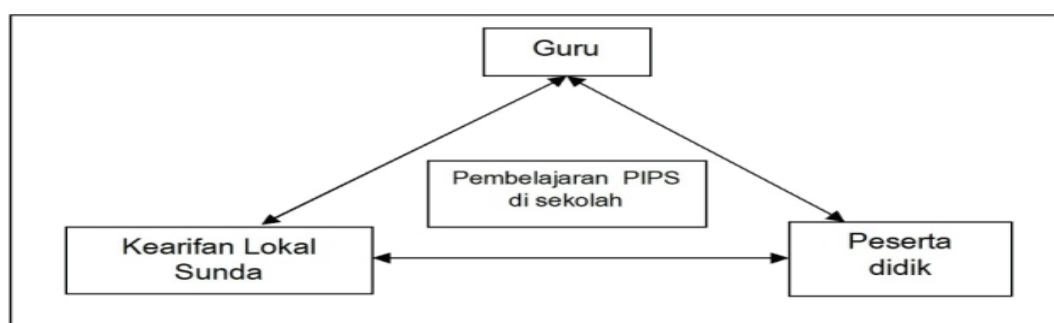 Guru
Pembelajaran PIPS
di sekolah
Kearifan Lokal
Sunda
Peserta
didik